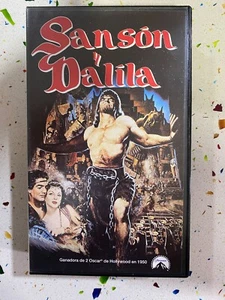 Sansón
y
Dalila
Ganadora de 2 Oscar® de Hollywood en 1950